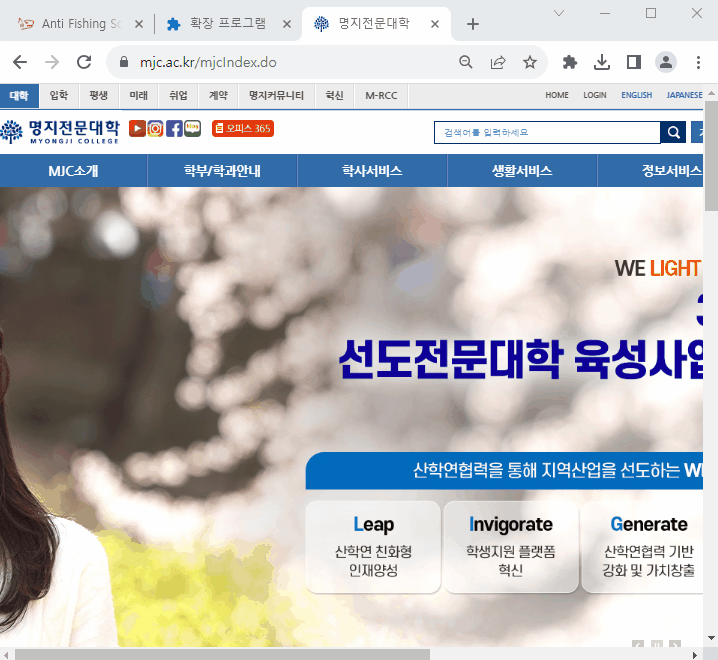 Anti Fishing Sc
확장 프로그램
명지전문대학
mjc.ac.kr/mjcIndex.do
대학 입학 평생 미래 취업 계약 명지커뮤니티 혁신 M-RCC HOME LOGIN ENGLISH JAPANESE
명지전문대학
MYONGJI COLLEGE
오피스 365
검색어를 입력하세요
MJC소개 학부/학과안내 학사서비스 생활서비스 정보서비스
WE LIGHT
선도전문대학 육성사업
산학연협력을 통해 지역산업을 선도하는
Leap
산학연 친화형
인재양성
Invigorate
학생지원 플랫폼
혁신
Generate
산학연협력 기반
강화 및 가치창출